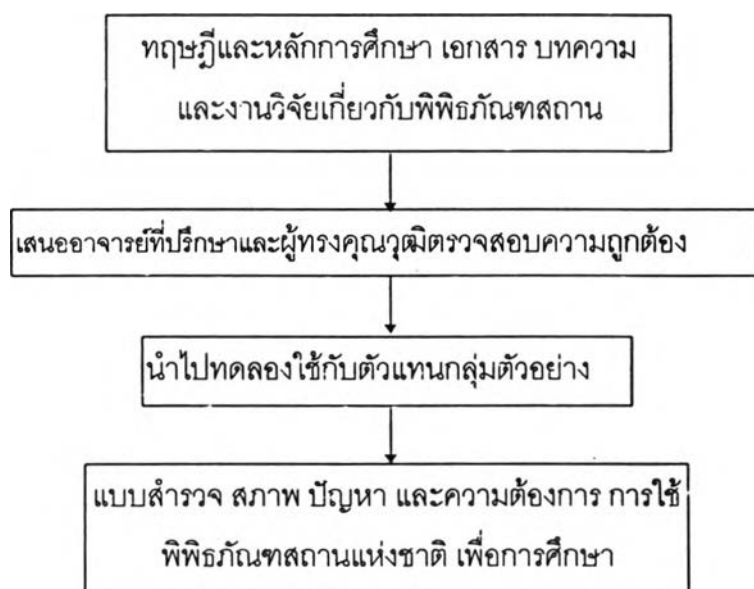 ทฤษฎีและหลักการศึกษา เอกสาร บทความ
และงานวิจัยเกี่ยวกับพิพิธภัณฑสถาน
เสนออาจารย์ที่ปรึกษาและผู้ทรงคุณวุฒิตรวจสอบความถูกต้อง
นำไปทดลองใช้กับตัวแทนกลุ่มตัวอย่าง
แบบสำรวจ สภาพ ปัญหา และความต้องการ การใช้
พิพิธภัณฑสถานแห่งชาติ เพื่อการศึกษา